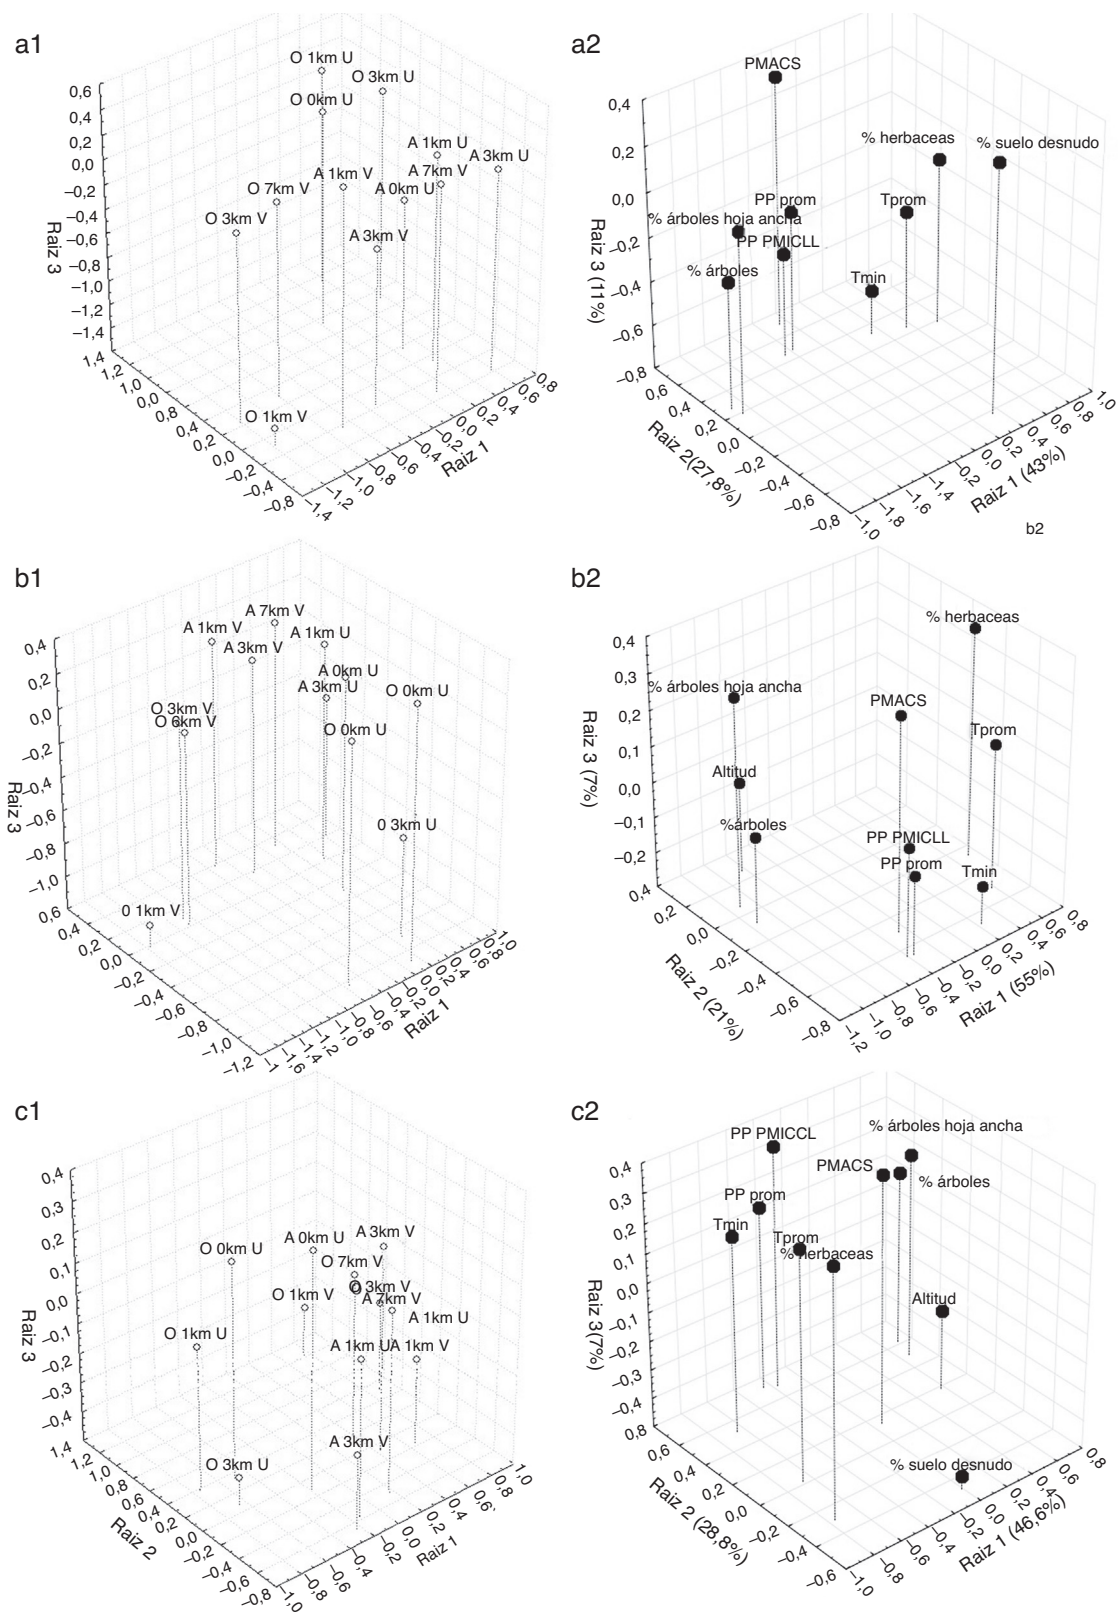 a1
O 1km U
O 3km U
O 0km U
A 1km U
A 3km U
A 7km V
A 1km V
A 0km U
O 7km V
O 3km V
A 3km V
O 1km V
0,6
0,4
0,2
0,0
−0,2
−0,4
−0,6
−0,8
−1,0
−1,2
−1,4
Raiz 3
1,4
1,2
1,0
0,0
0,8
0,4
0,2
0,0
−0,2
−0,4
−0,8
−1,4
−1,2
−1,0
−0,8
−0,6
−0,4
−0,2
0,0
0,2
0,4
0,6
0,8
Raiz 1
a2
PMACS
% herbaceas
% suelo desnudo
PP prom
Tprom
% árboles hoja ancha
PP PMICLL
% árboles
Tmin
0,4
0,2
0,0
−0,2
−0,4
−0,6
−0,8
Raiz 3 (11%)
0,6
0,4
0,2
0,0
−0,2
−0,4
−0,6
−0,8
Raiz 2(27,8%)
−1,0
−1,8
−1,6
−1,4
−0,2
0,0
0,2
0,4
0,6
0,8
1,0
Raiz 1 (43%)
b2
b1
A 7km V
A 1km V
A 1km U
A 3km V
A 0km U
A 3km U
O 0km U
O 3km V
O 6km V
O 0km U
0 3km U
0 1km V
0,4
0,2
0,0
−0,2
−0,4
−0,6
−0,8
−1,0
Raiz 3
0,6
0,4
0,2
0,0
−0,2
−0,4
−0,6
−0,8
−1,0
−1,2
−1,6
−1,4
−1,2
−1,0
−0,8
−0,6
−0,4
−0,2
0,0
0,2
0,4
0,6
0,8
1,0
Raiz 1
b2
% herbaceas
% árboles hoja ancha
PMACS
Tprom
Altitud
%árboles
PP PMICLL
PP prom
Tmin
0,4
0,3
0,2
0,1
0,0
−0,1
−0,2
Raiz 3 (7%)
0,4
0,2
0,0
−0,2
−0,4
−0,6
−0,8
Raiz 2 (21%)
−1,2
−1,0
−0,8
−0,6
−0,4
−0,2
0,0
0,2
0,4
0,6
0,8
Raiz 1 (55%)
c1
A 3km V
A 0km U
O 0km U
O 7km V
O 3km V
A 7km V
O 1km V
A 1km U
O 1km U
A 1km U
A 1km V
A 3km V
O 3km U
0,4
0,3
0,2
0,1
0,0
−0,1
−0,2
−0,3
−0,4
Raiz 3
1,4
1,2
1,0
0,8
0,6
0,4
0,2
0,0
−0,2
−0,4
−0,6
−0,8
Raiz 2
−1,0
−0,8
−0,6
−0,4
−0,2
0,0
0,2
0,4
0,6
0,8
1,0
Raiz 1
c2
PP PMICCL
% árboles hoja ancha
PMACS
% árboles
PP prom
Tmin
Tprom
% herbaceas
Altitud
% suelo desnudo
0,4
0,3
0,2
0,1
0,0
−0,1
−0,2
−0,3
−0,4
Raiz 3(7%)
0,8
0,6
0,4
0,2
0,0
−0,2
−0,4
−0,6
Raiz 2 (28,8%)
−1,0
−0,8
−0,6
−0,4
−0,2
0,0
0,2
0,4
0,6
0,8
Raiz 1 (46,6%)